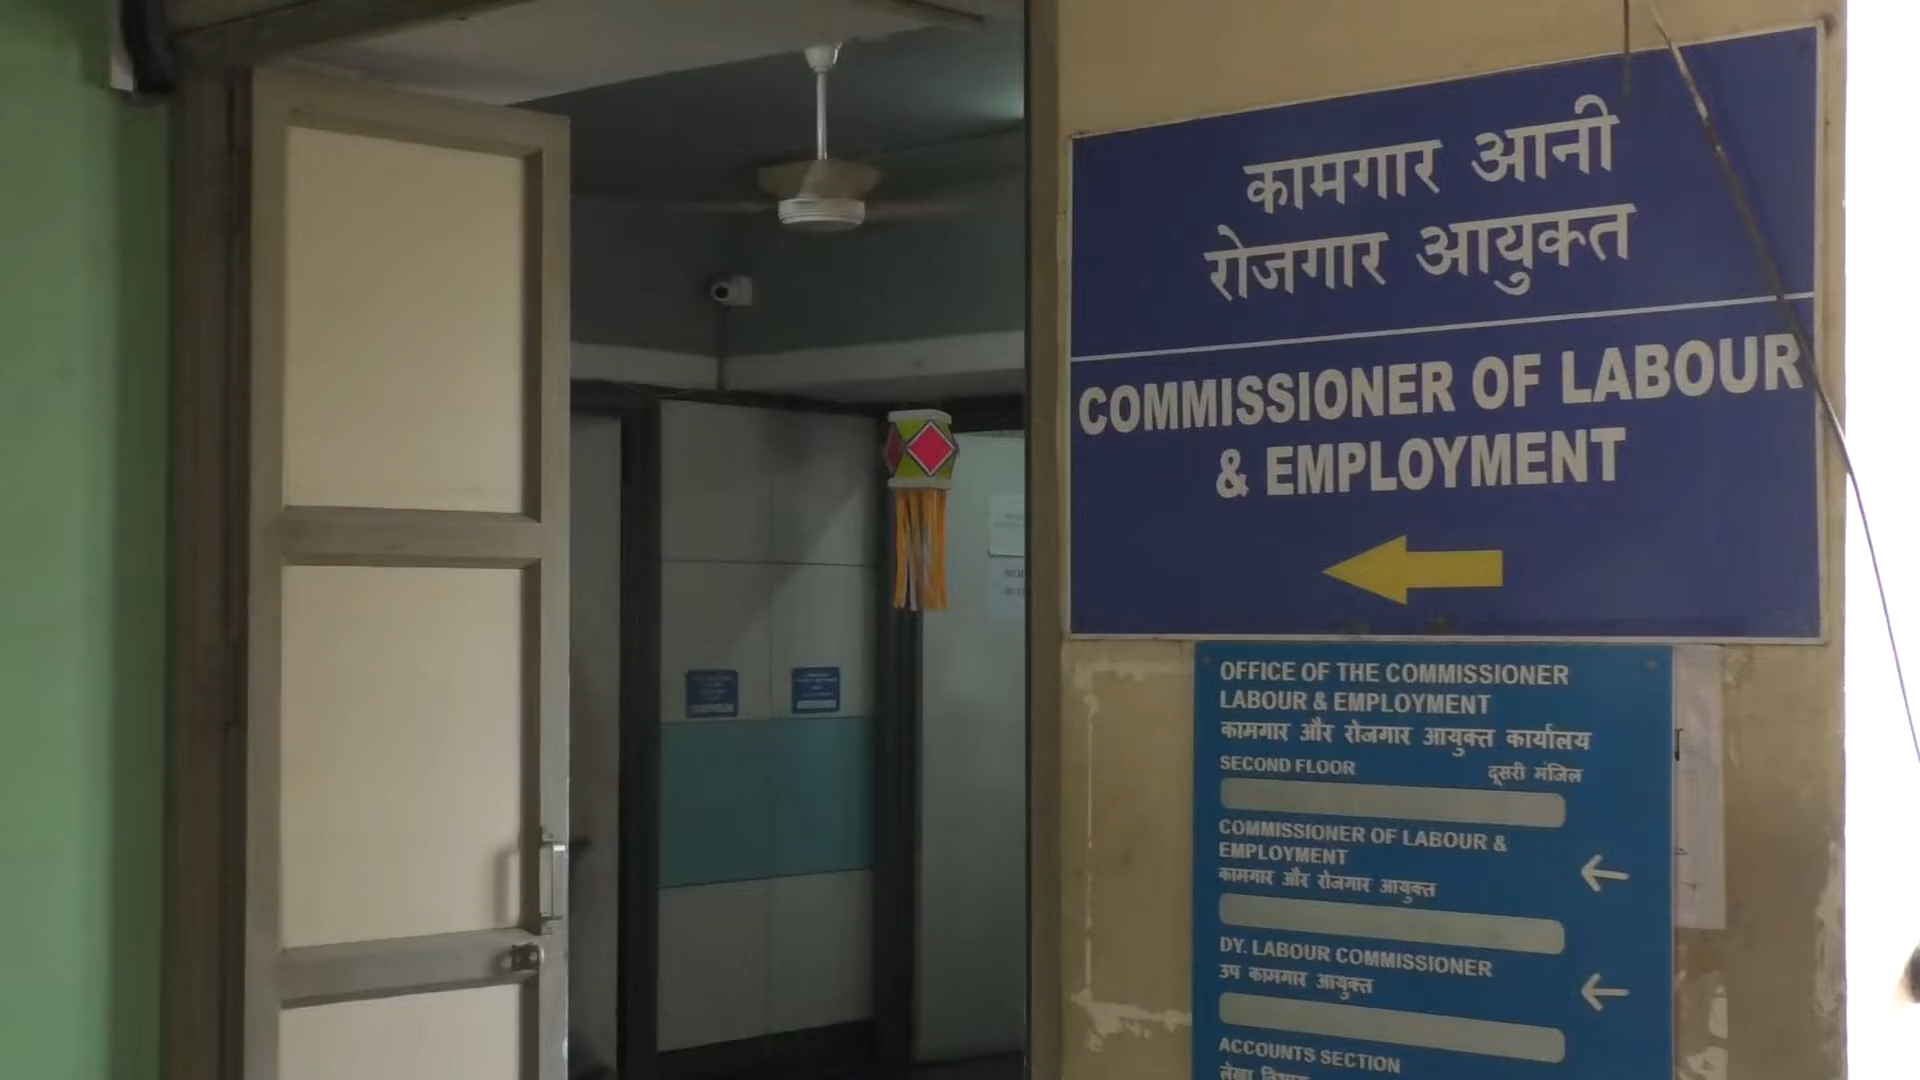 कामगार आनी
रोजगार आयुक्त
COMMISSIONER OF LABOUR
& EMPLOYMENT
OFFICE OF THE COMMISSIONER
LABOUR & EMPLOYMENT
कामगार और रोजगार आयुक्त कार्यालय
SECOND FLOOR दूसरी मंजिल
COMMISSIONER OF LABOUR &
EMPLOYMENT
कामगार और रोजगार आयुक्त
DY. LABOUR COMMISSIONER
उप कामगार आयुक्त
ACCOUNTS SECTION